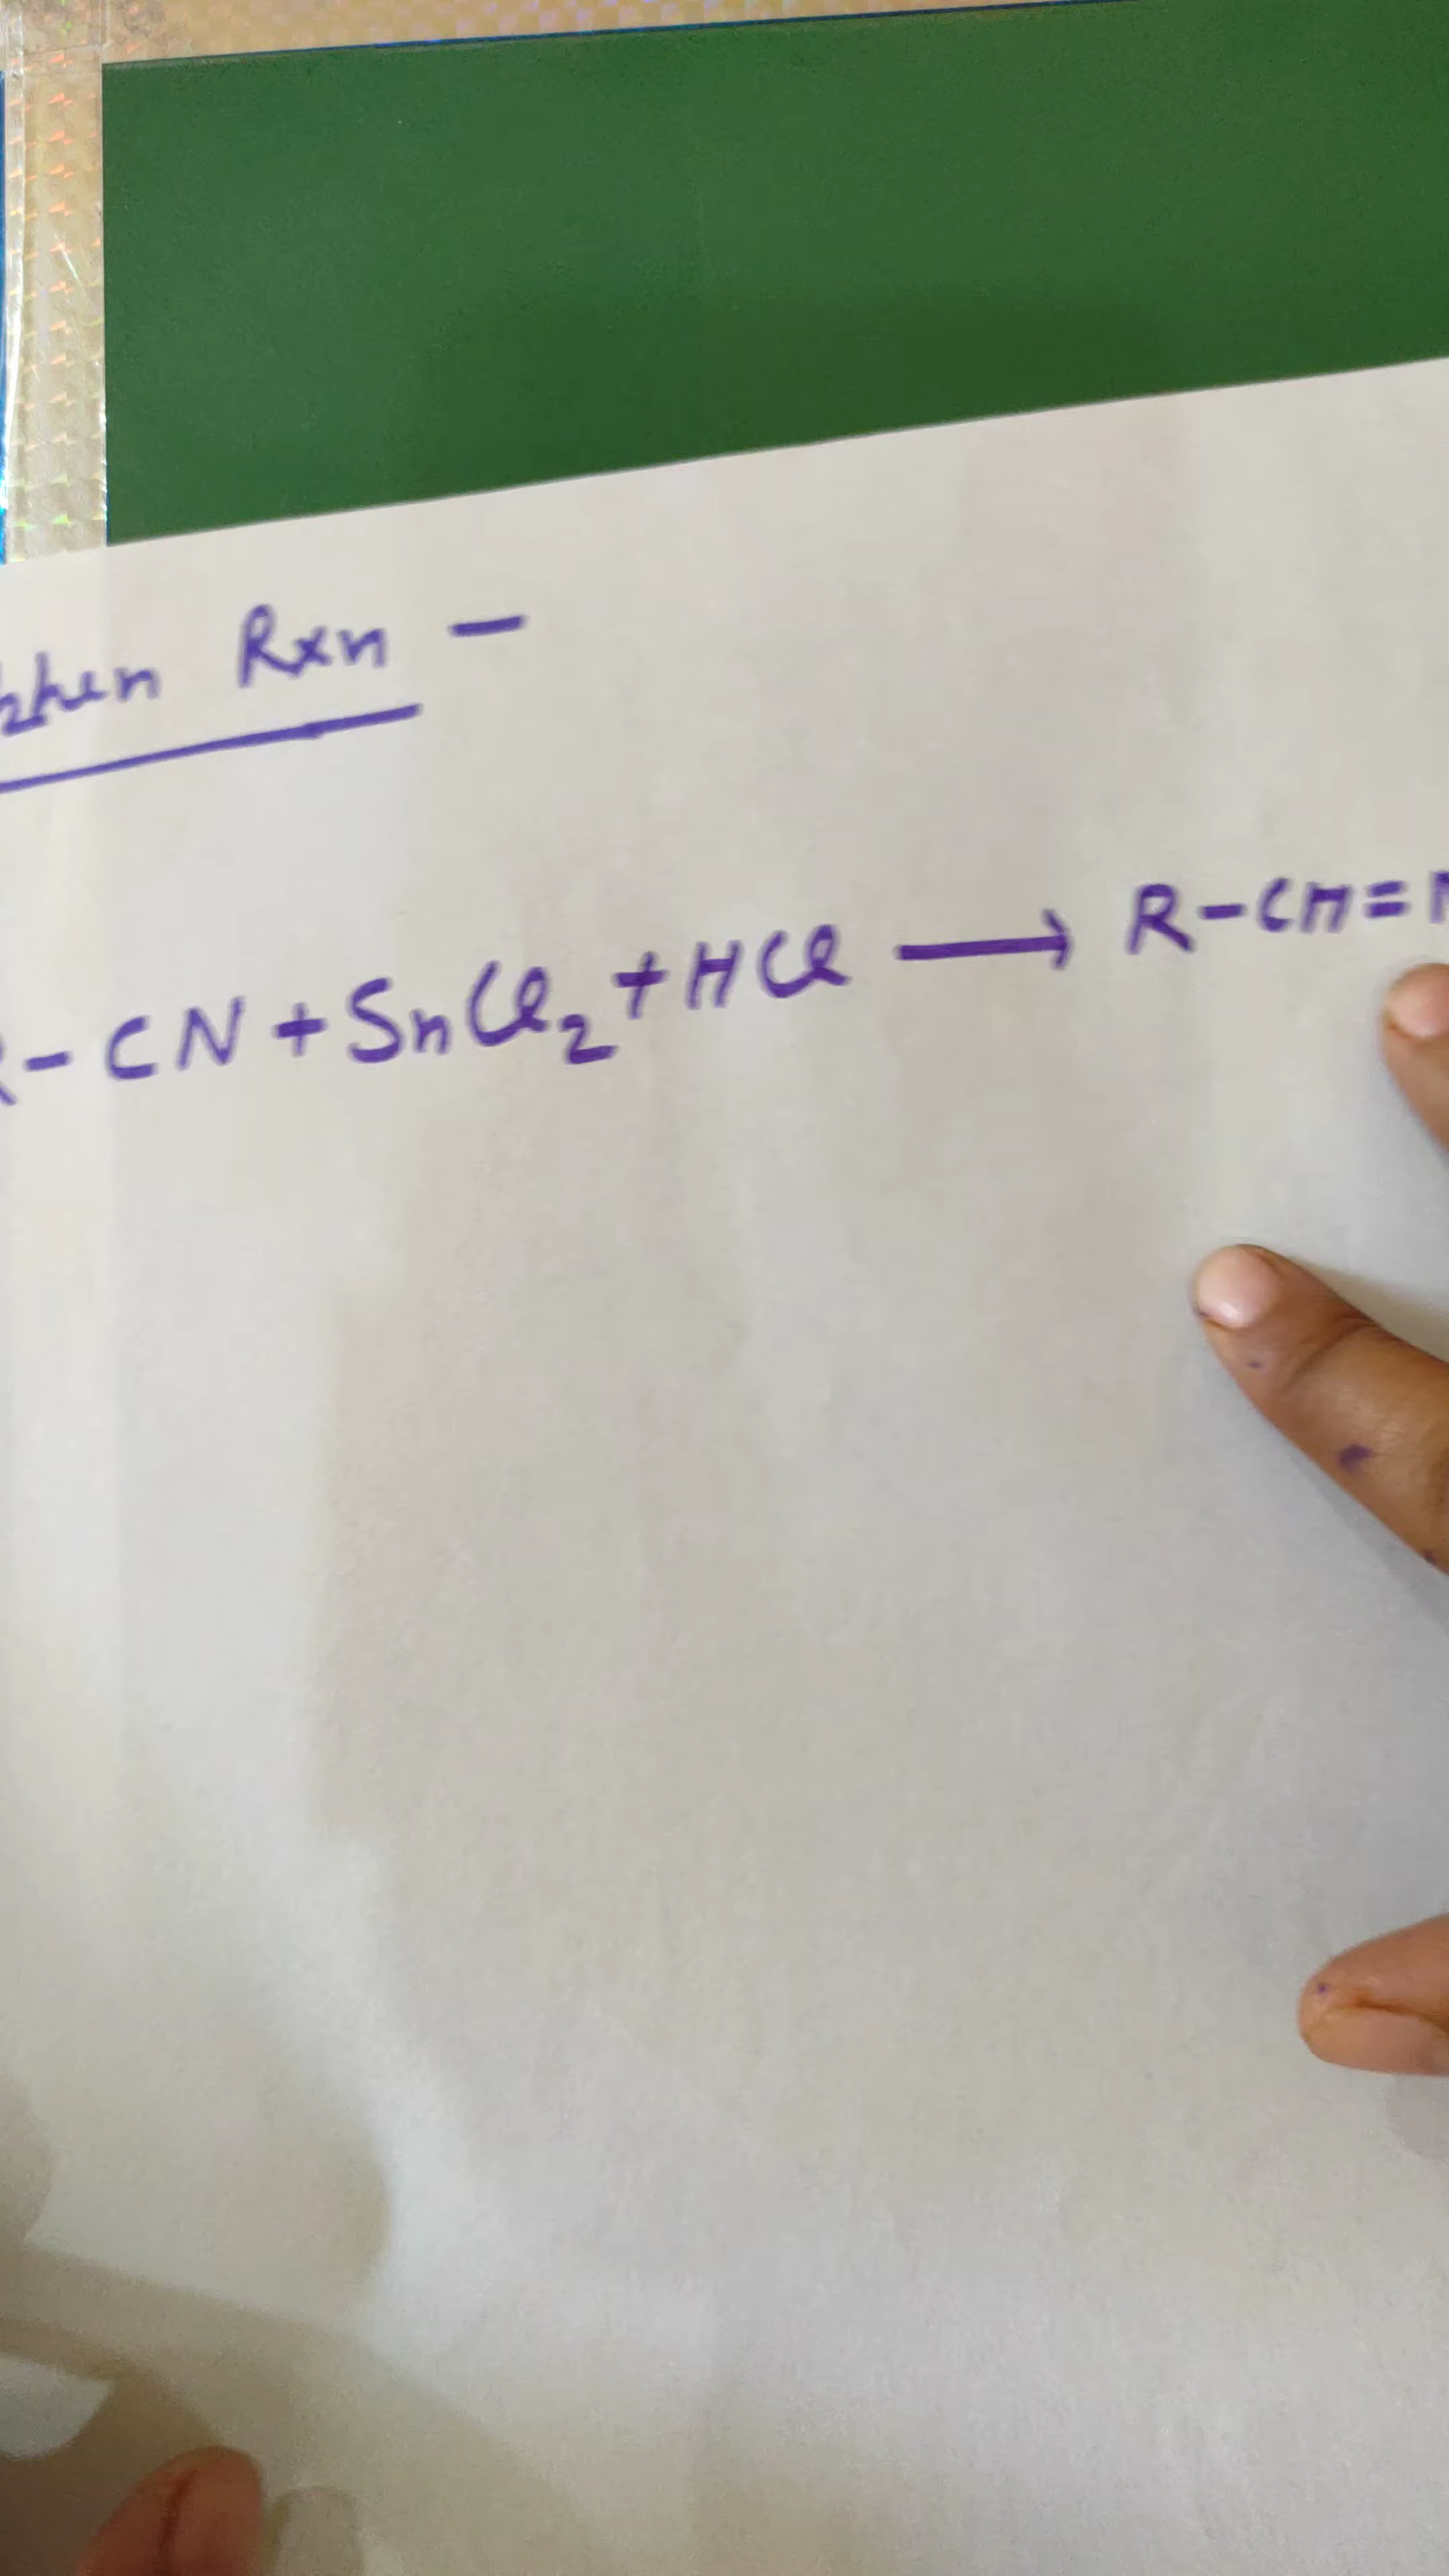 Rxn -
- CN + SnCl₂ + HCl → R - CH =